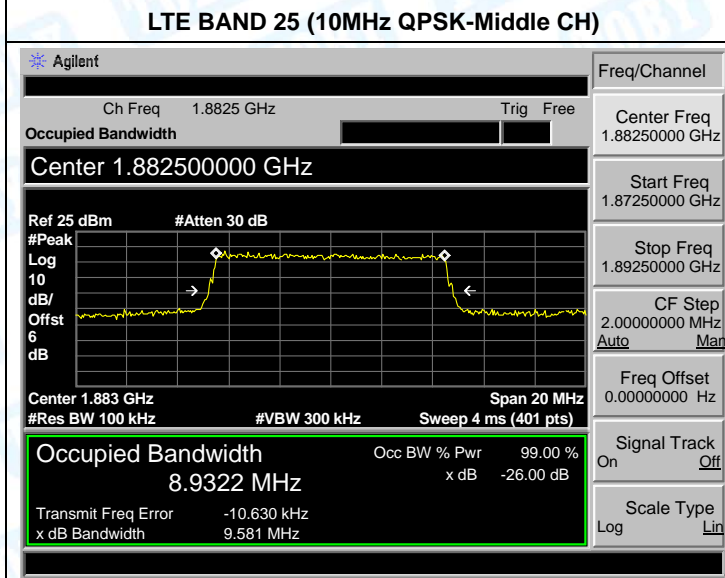 LTE BAND 25 (10MHz QPSK-Middle CH)
Agilent
Freq/Channel
Ch Freq 1.8825 GHz Trig Free
Occupied Bandwidth
Center 1.882500000 GHz
Ref 25 dBm #Atten 30 dB
#Peak
Log
10
dB/
Offst
6
dB
Center 1.883 GHz Span 20 MHz
#Res BW 100 kHz #VBW 300 kHz Sweep 4 ms (401 pts)
Occupied Bandwidth Occ BW % Pwr 99.00 %
8.9322 MHz x dB -26.00 dB
Transmit Freq Error -10.630 kHz
x dB Bandwidth 9.581 MHz
Center Freq
1.88250000 GHz
Start Freq
1.87250000 GHz
Stop Freq
1.89250000 GHz
CF Step
2.00000000 MHz
Auto Man
Freq Offset
0.00000000 Hz
Signal Track
On Off
Scale Type
Log Lin